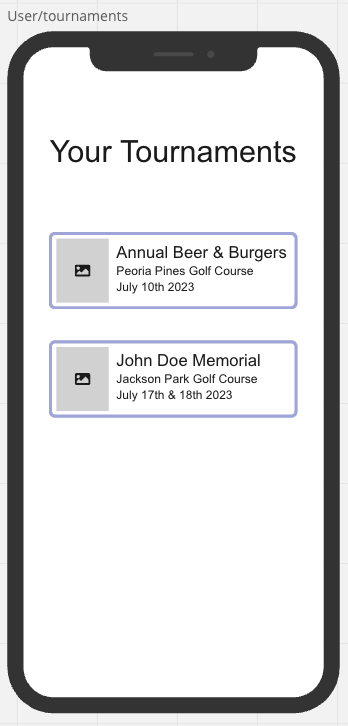 User/tournaments
Your Tournaments
Annual Beer & Burgers
Peoria Pines Golf Course
July 10th 2023
John Doe Memorial
Jackson Park Golf Course
July 17th & 18th 2023